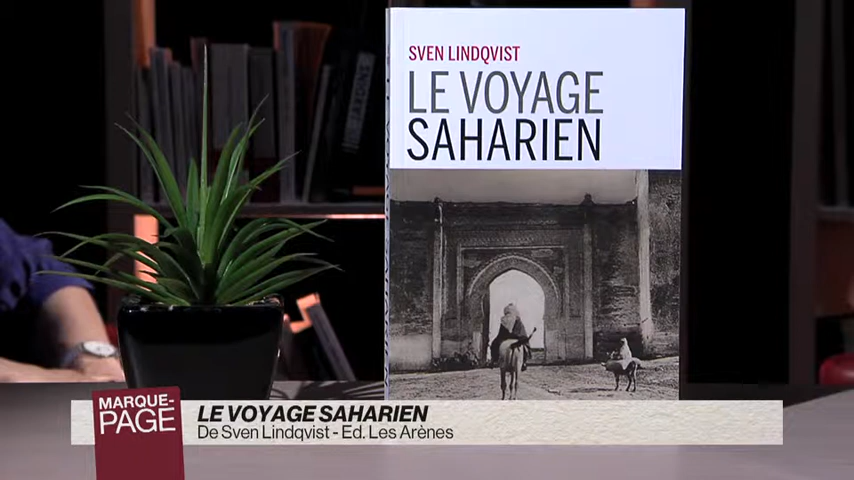 SVEN LINDQVIST
LE VOYAGE
SAHARIEN
MARQUE-
PAGE
LE VOYAGE SAHARIEN
De Sven Lindqvist - Ed. Les Arènes